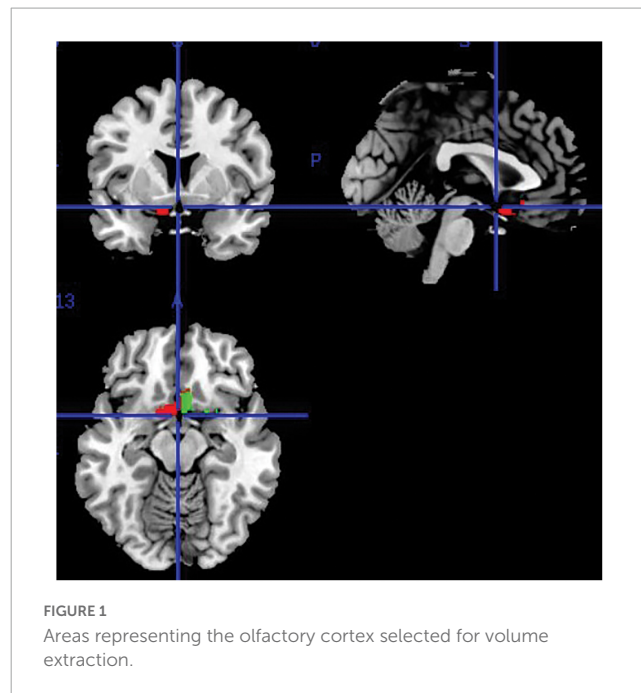 P
S
13
A
FIGURE 1
Areas representing the olfactory cortex selected for volume
extraction.